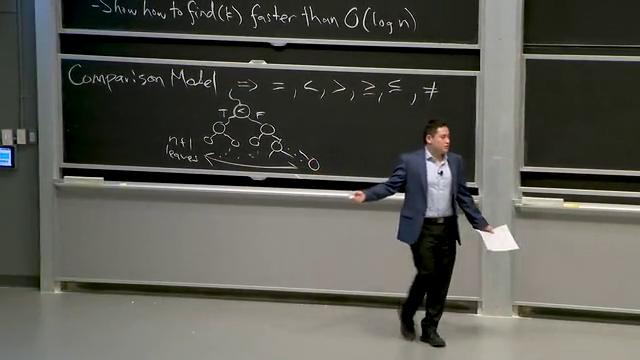 -Show how to find(k) faster than O(log n)
Comparison Model => =, <, >, ≥, ≤, ≠
<
T F
n+1
leaves